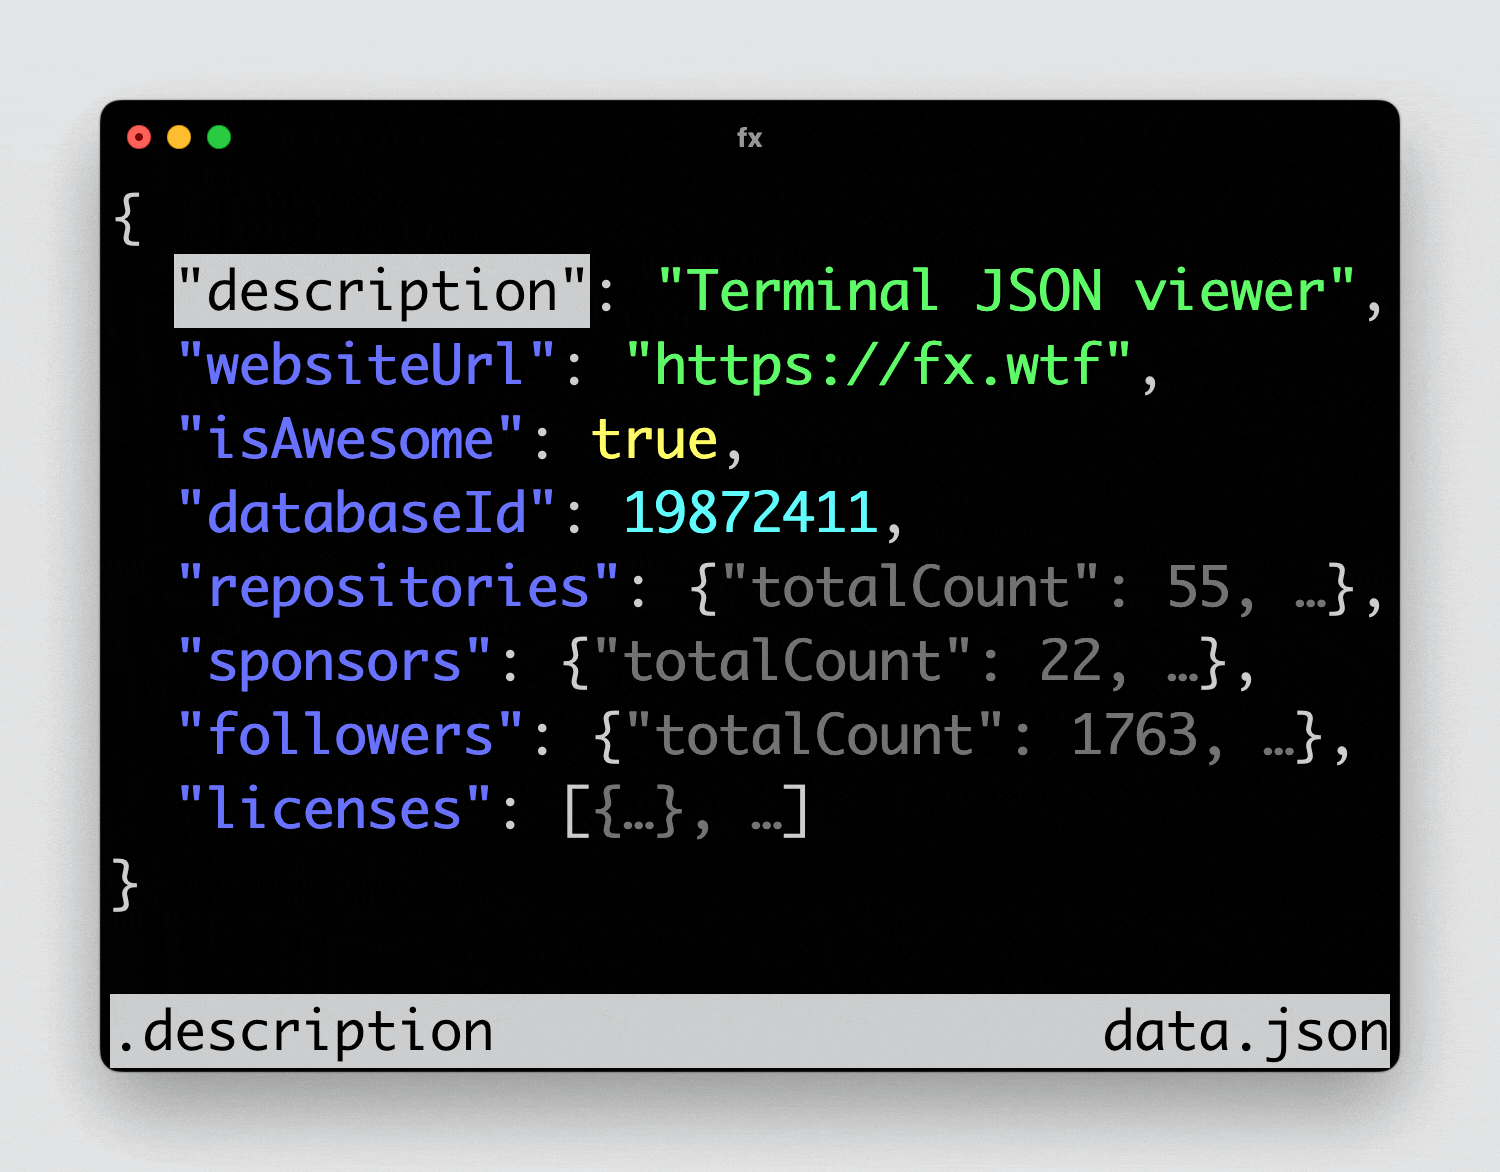 fx
{
"description": "Terminal JSON viewer",
"websiteUrl": "https://fx.wtf",
"isAwesome": true,
"databaseId": 19872411,
"repositories": {"totalCount": 55, …},
"sponsors": {"totalCount": 22, …},
"followers": {"totalCount": 1763, …},
"licenses": [{…}, …]
}
.description data.json